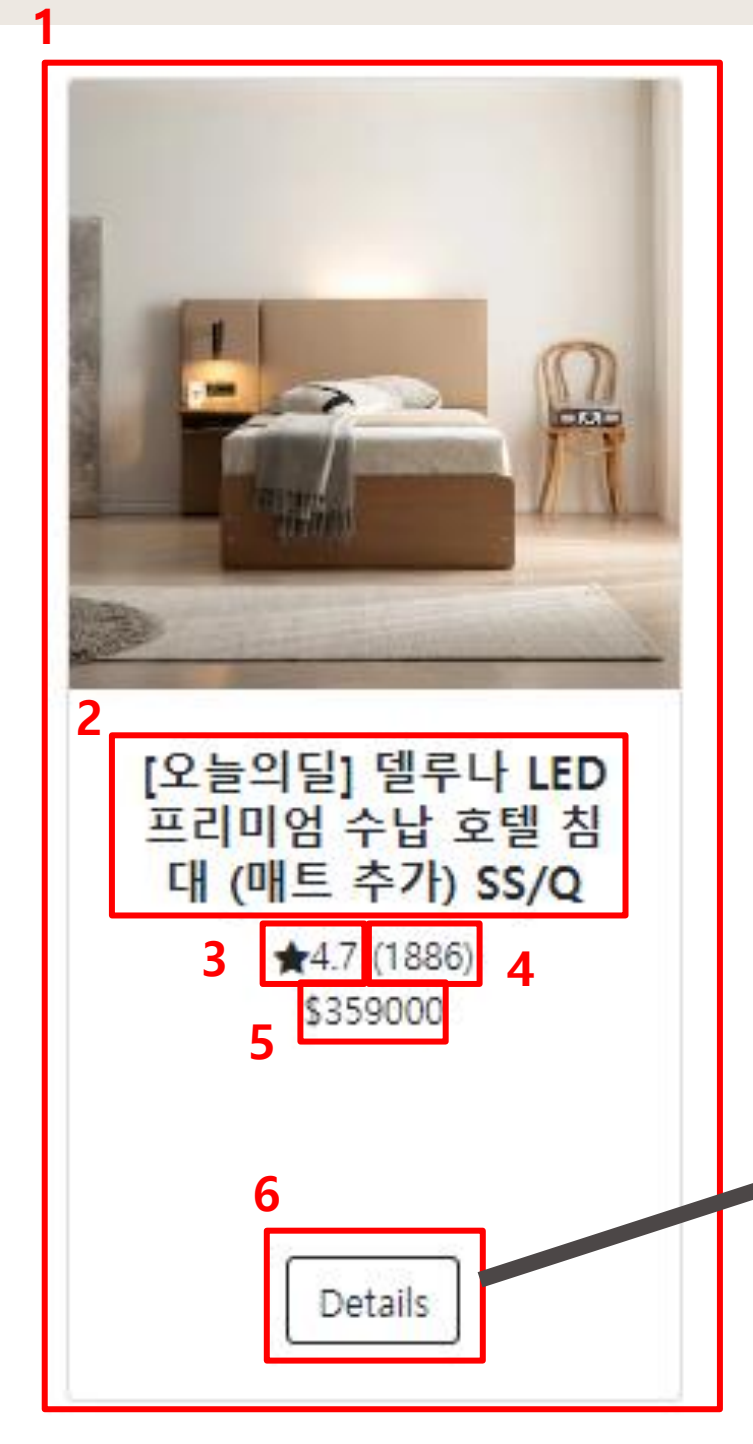 1
2
[오늘의딜] 델루나 LED
프리미엄 수납 호텔 침
대 (매트 추가) SS/Q
3 ★4.7 (1886) 4
5 $359000
6
Details